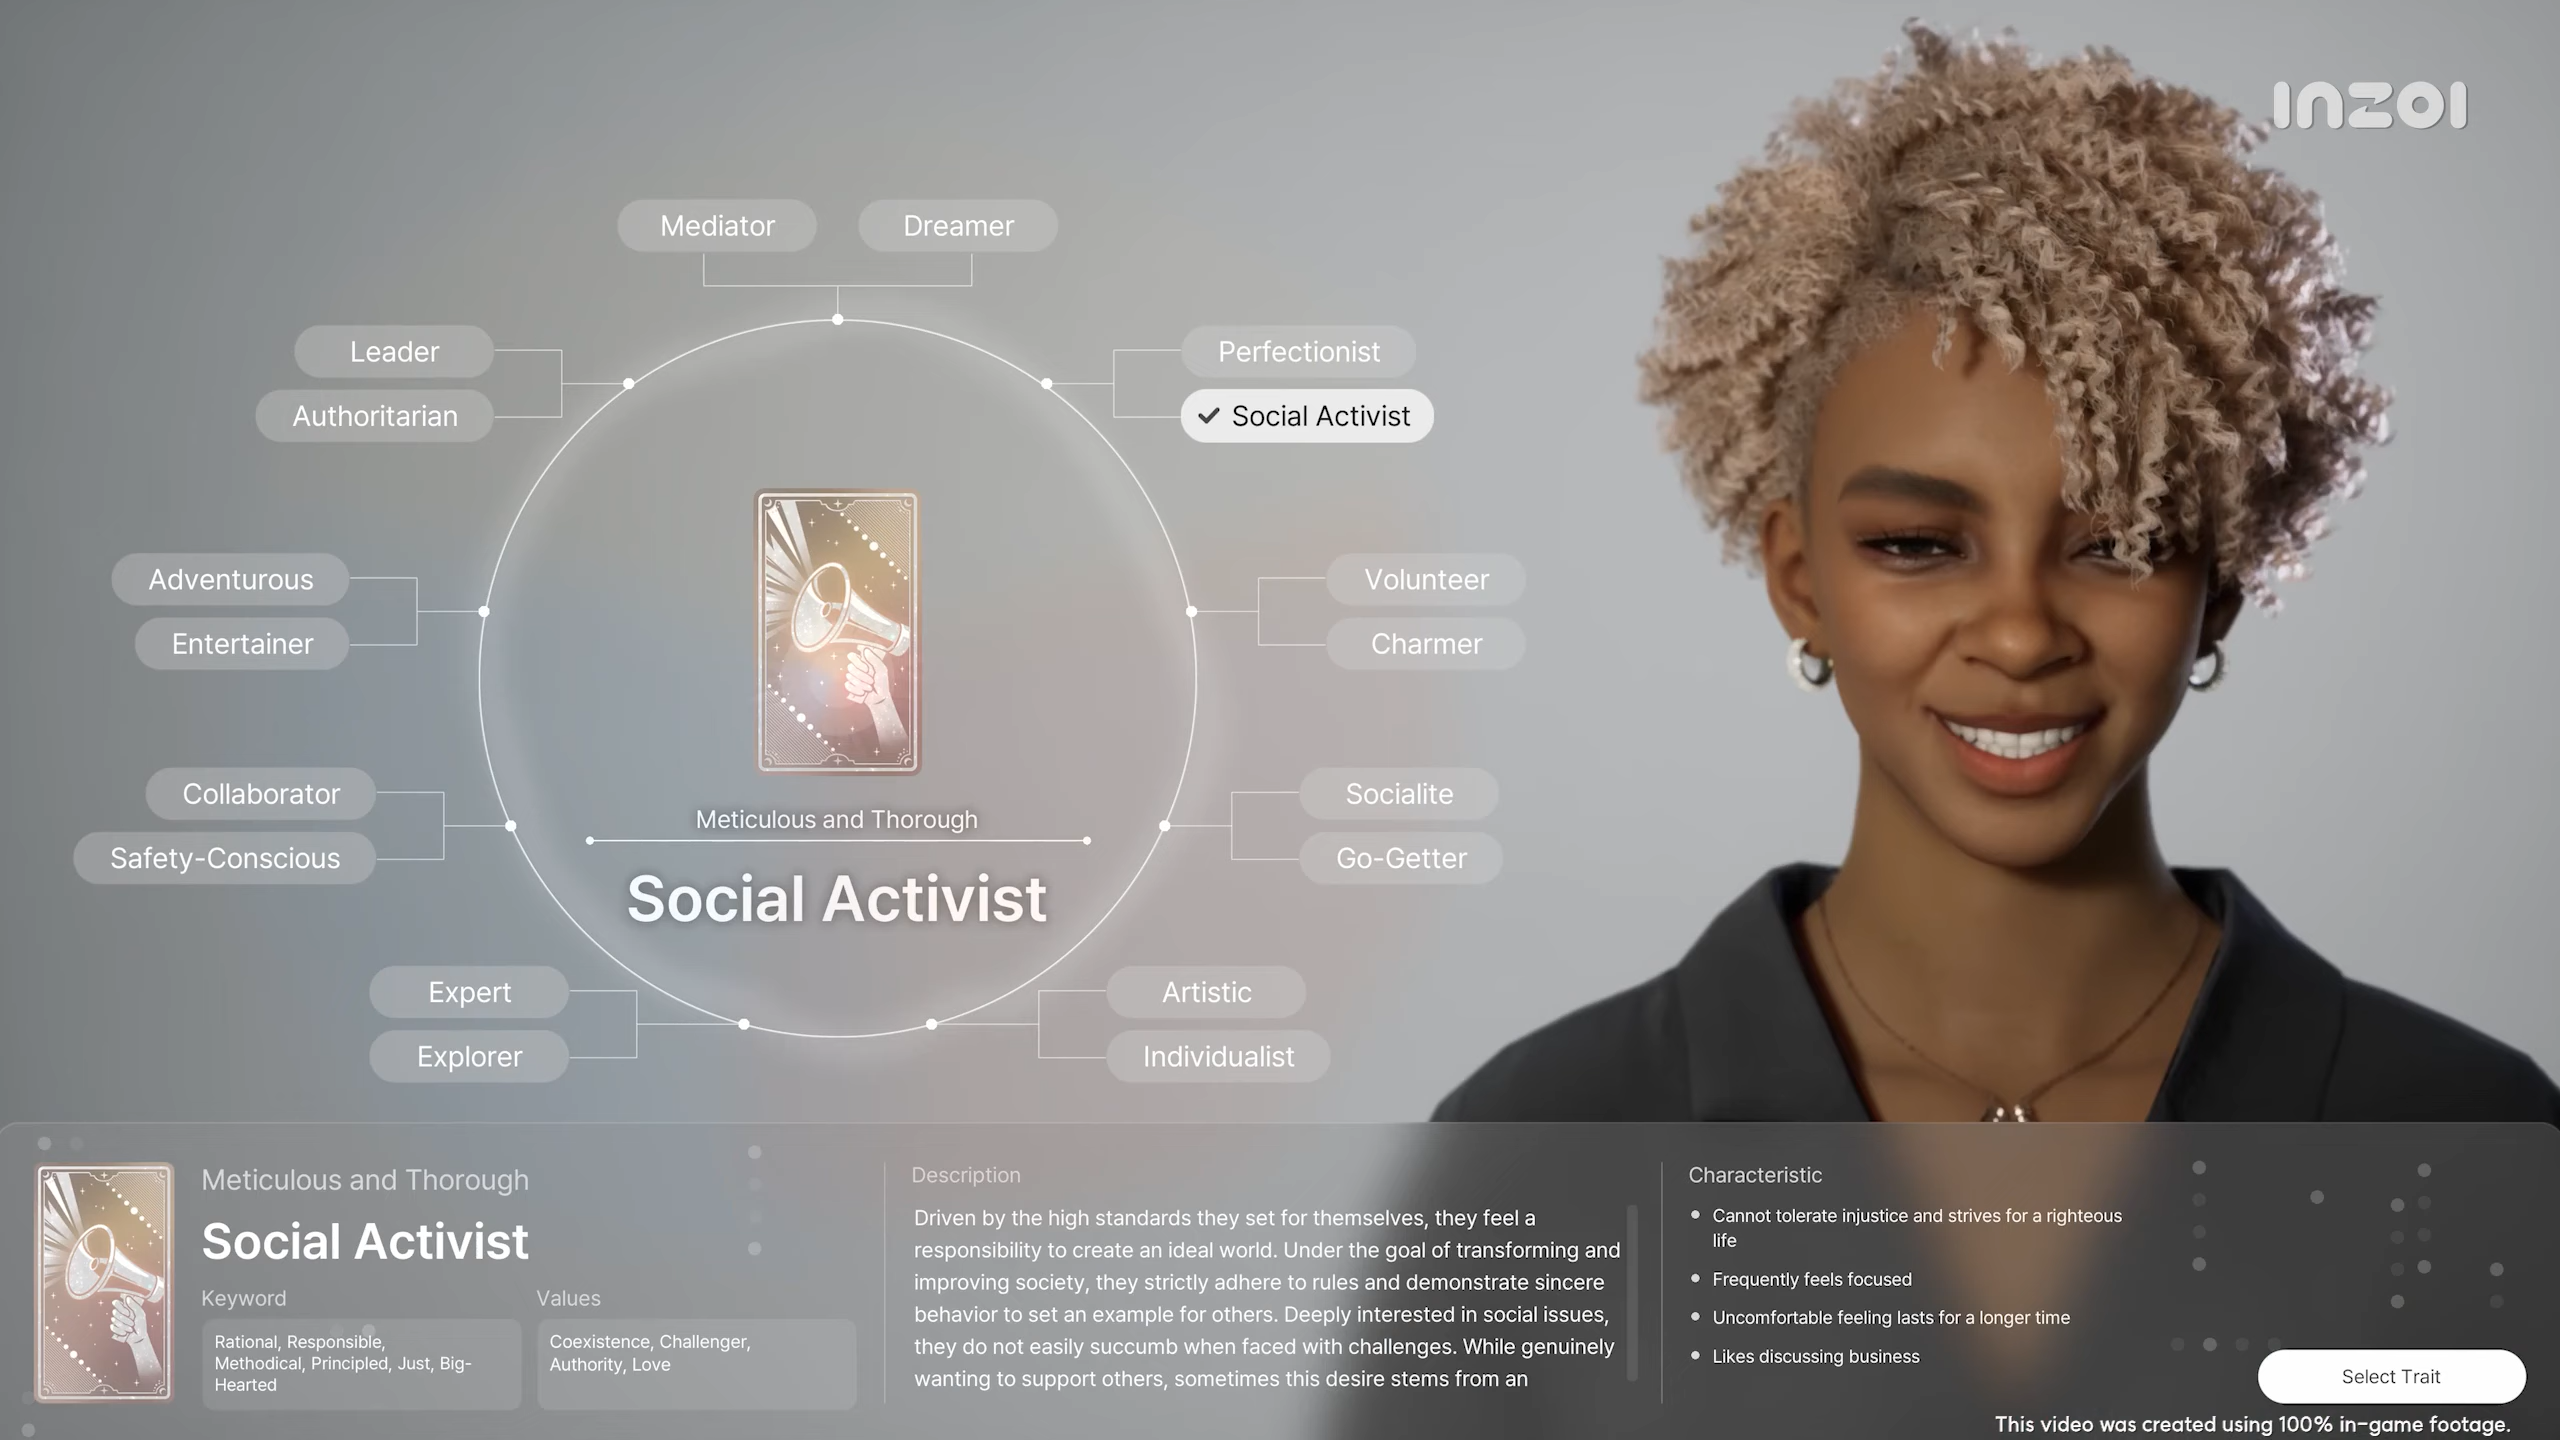 INZOI
Mediator
Dreamer
Leader
Authoritarian
Perfectionist
Social Activist
Adventurous
Entertainer
Volunteer
Charmer
Collaborator
Safety-Conscious
Socialite
Go-Getter
Meticulous and Thorough
Social Activist
Expert
Explorer
Artistic
Individualist
Meticulous and Thorough
Social Activist
Keyword
Rational, Responsible,
Methodical, Principled, Just, Big-
Hearted
Values
Coexistence, Challenger,
Authority, Love
Description
Driven by the high standards they set for themselves, they feel a
responsibility to create an ideal world. Under the goal of transforming and
improving society, they strictly adhere to rules and demonstrate sincere
behavior to set an example for others. Deeply interested in social issues,
they do not easily succumb when faced with challenges. While genuinely
wanting to support others, sometimes this desire stems from an
Characteristic
Cannot tolerate injustice and strives for a righteous
life
Frequently feels focused
Uncomfortable feeling lasts for a longer time
Likes discussing business
Select Trait
This video was created using 100% in-game footage.